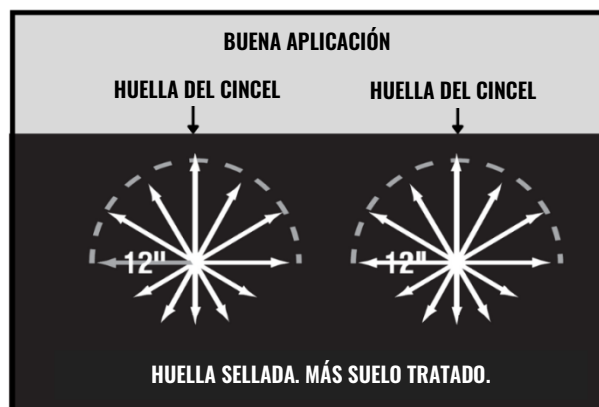 BUENA APLICACIÓN
HUELLA DEL CINCEL HUELLA DEL CINCEL
12" 12"
HUELLA SELLADA. MÁS SUELO TRATADO.